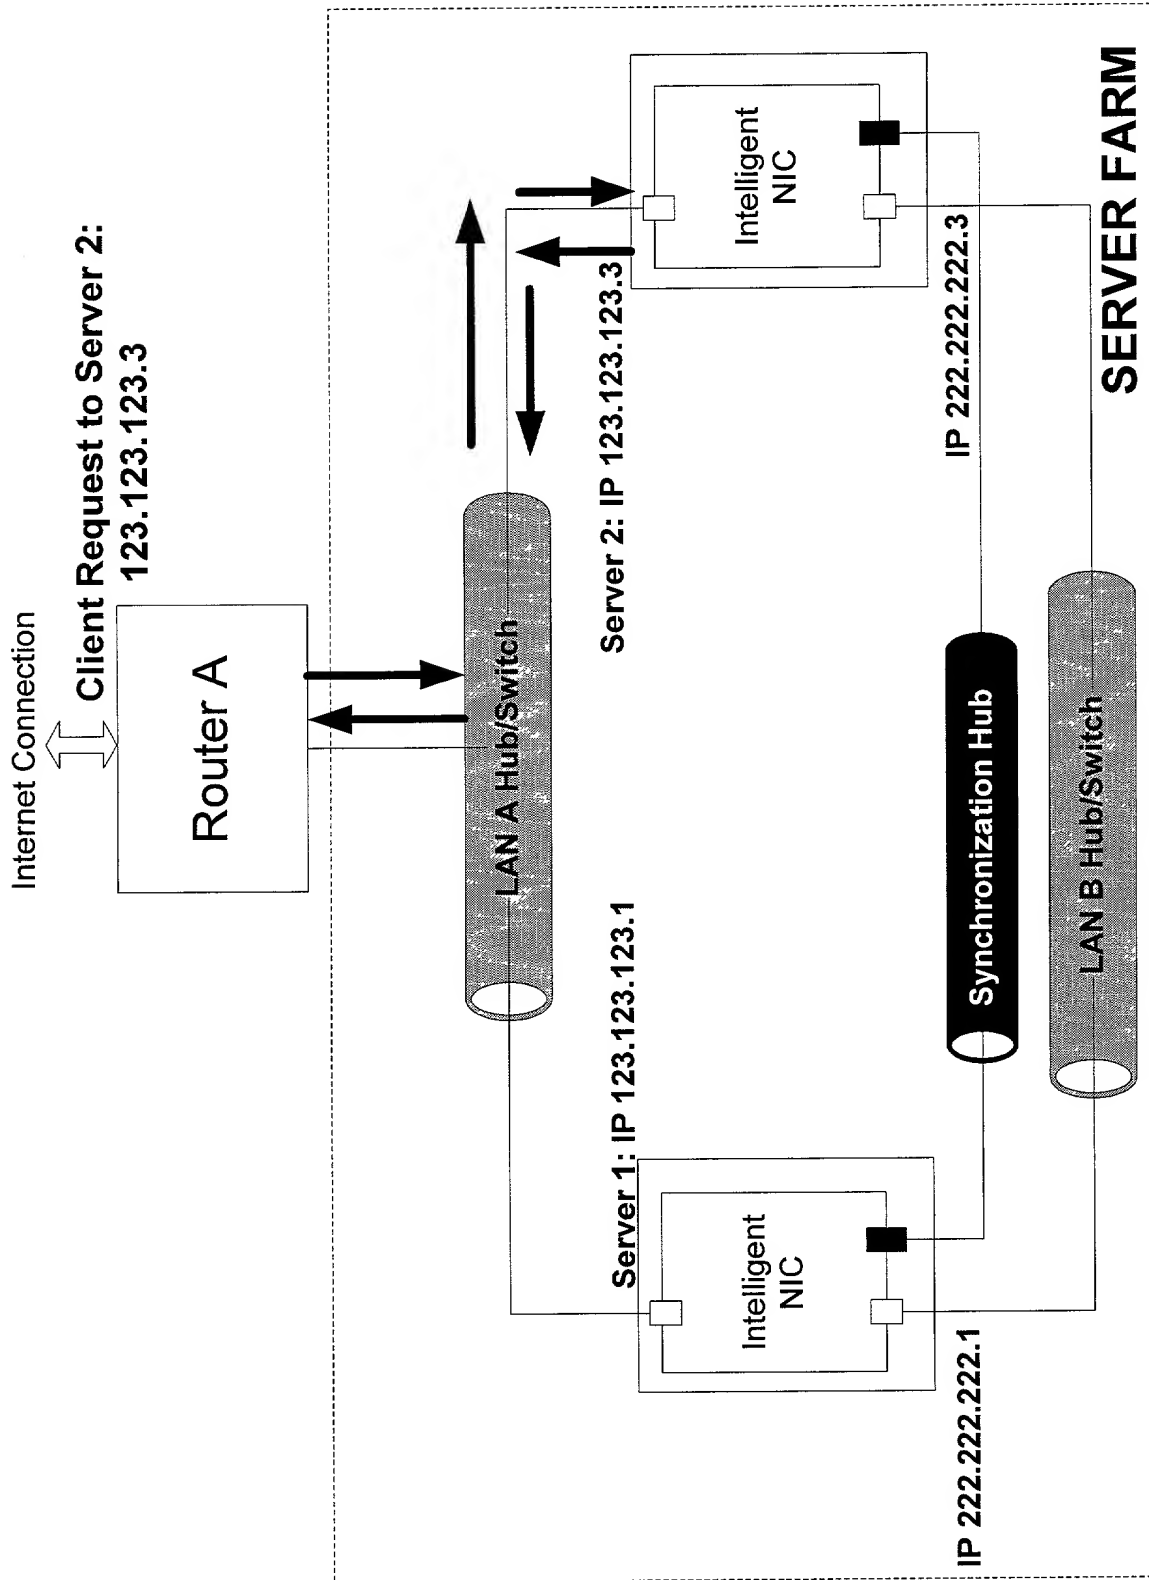 Internet Connection
Client Request to Server 2:
123.123.123.3
Router A
LAN A Hub/Switch
Server 1: IP 123.123.123.1
Server 2: IP 123.123.123.3
Intelligent
NIC
Intelligent
NIC
IP 222.222.222.1
IP 222.222.222.3
Synchronization Hub
LAN B Hub/Switch
SERVER FARM